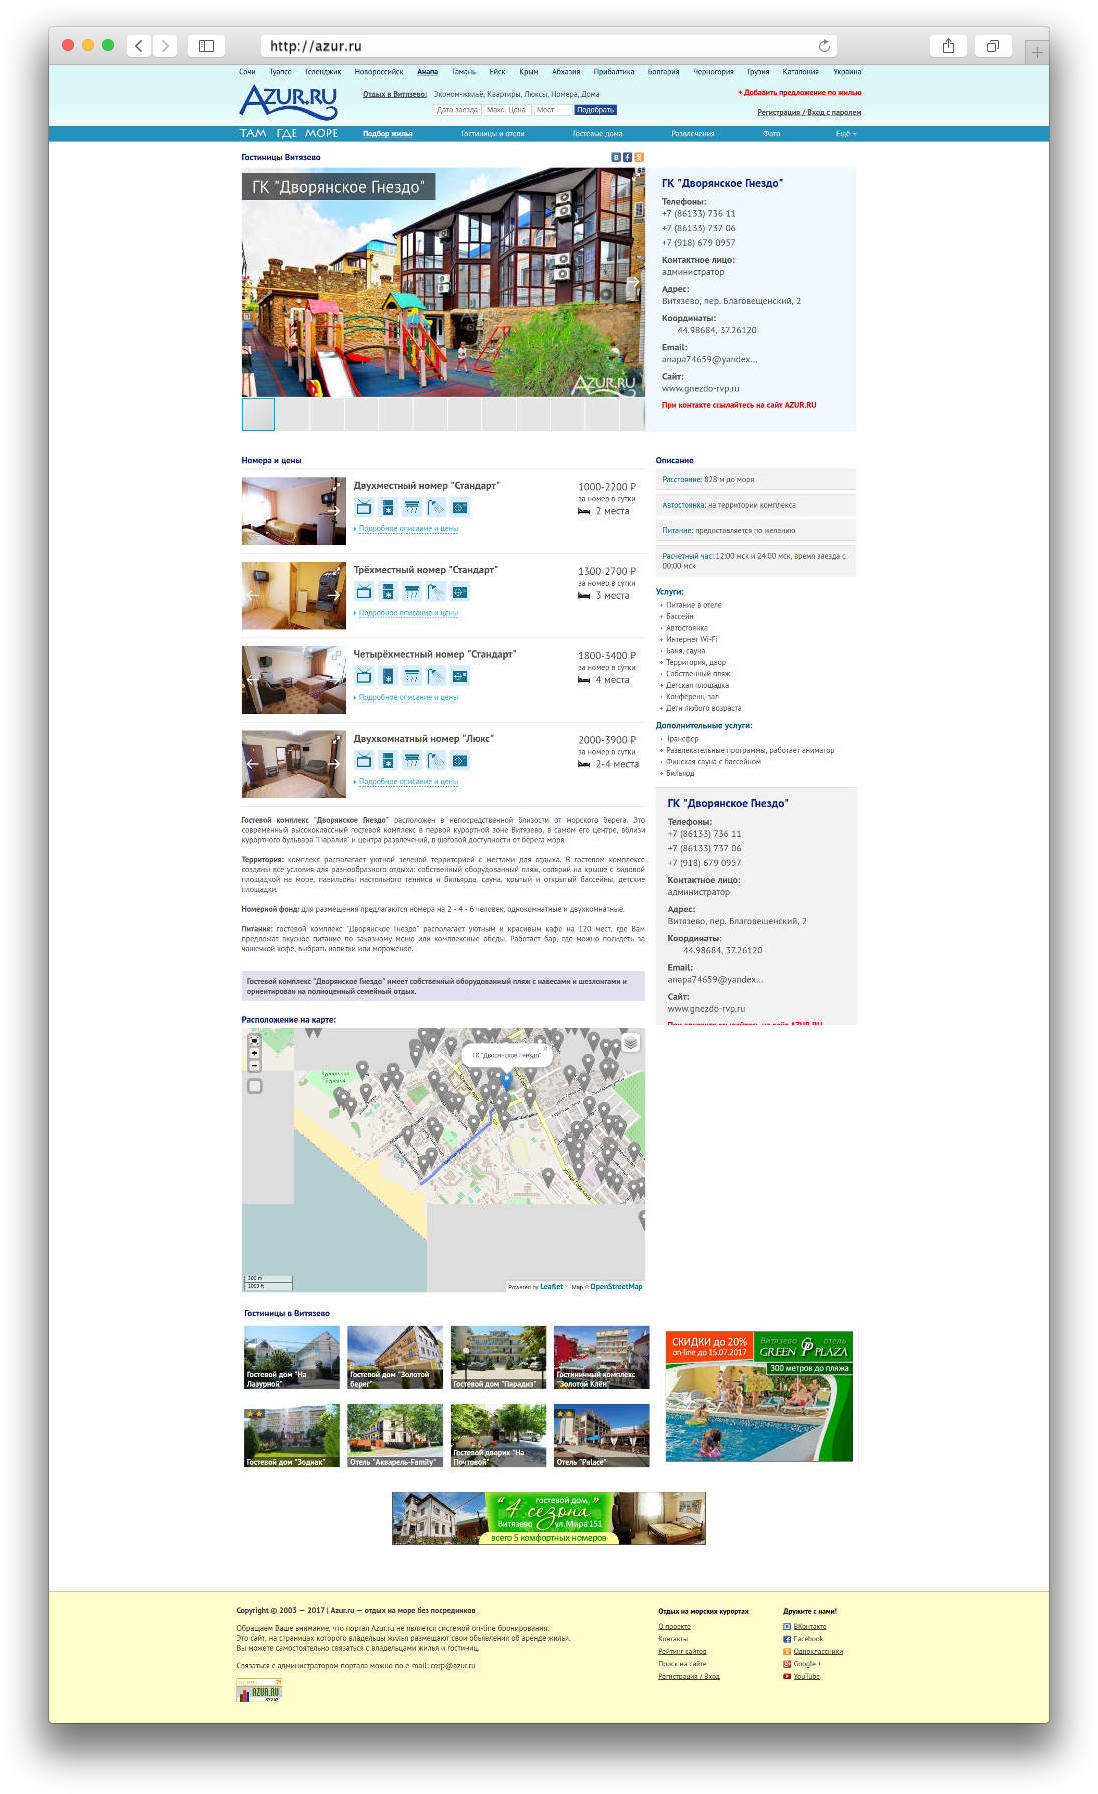 http://azur.ru
Сочи Туапсе Геленджик Новороссийск Анапа Тамань Ейск Крым Абхазия Прибалтика Болгария Черногория Грузия Каталония Украина
AZUR.RU
Отдых в Витязево: Эконом-жильё, Квартиры, Люксы, Номера, Дома
+ Добавить предложение по жилью
Дата заезда Макс. Цена Мест Подобрать
Регистрация / Вход с паролем
ТАМ ГДЕ МОРЕ Подбор жилья Гостиницы и отели Гостевые дома Развлечения Фото Ещё
Гостиницы Витязево
ГК "Дворянское Гнездо"
AZUR.RU
ГК "Дворянское Гнездо"
Телефоны:
+7 (86133) 736 11
+7 (86133) 737 06
+7 (918) 679 0957
Контактное лицо:
администратор
Адрес:
Витязево, пер. Благовещенский, 2
Координаты:
44.98684, 37.26120
Email:
anapa74659@yandex...
Сайт:
www.gnezdo-rvp.ru
При контакте ссылайтесь на сайт AZUR.RU
Номера и цены
Двухместный номер "Стандарт"
Подробное описание и цены
1000-2200 ₽
за номер в сутки
2 места
Трёхместный номер "Стандарт"
Подробное описание и цены
1300-2700 ₽
за номер в сутки
3 места
Четырёхместный номер "Стандарт"
Подробное описание и цены
1800-3400 ₽
за номер в сутки
4 места
Двухкомнатный номер "Люкс"
Подробное описание и цены
2000-3900 ₽
за номер в сутки
2-4 места
Гостевой комплекс "Дворянское Гнездо" расположен в непосредственной близости от морского берега. Это
современный высококлассный гостевой комплекс в первой курортной зоне Витязево, в самом его центре, вблизи
курортного бульвара "Паралия" и центра развлечений, в шаговой доступности от берега моря.
Территория: комплекс располагает уютной зеленой территорией с местами для отдыха. В гостевом комплексе
созданы все условия для разнообразного отдыха: собственный оборудованный пляж, солярий на крыше с видовой
площадкой на море, павильоны настольного тенниса и бильярда, сауна, крытый и открытый бассейны, детские
площадки.
Номерной фонд: для размещения предлагаются номера на 2 - 4 - 6 человек, однокомнатные и двухкомнатные.
Питание: гостевой комплекс "Дворянское Гнездо" располагает уютным и красивым кафе на 120 мест, где Вам
предложат вкусное питание по заказному меню или комплексные обеды. Работает бар, где можно посидеть за
чашечкой кофе, выбрать напитки или мороженое.
Гостевой комплекс "Дворянское Гнездо" имеет собственный оборудованный пляж с навесами и шезлонгами и
ориентирован на полноценный семейный отдых.
Описание
Расстояние: 828 м до моря
Автостоянка: на территории комплекса
Питание: предоставляется по желанию
Расчетный час: 12:00 мск и 24:00 мск, время заезда с
00:00 мск
Услуги:
+ Питание в отеле
+ Бассейн
+ Автостоянка
+ Интернет Wi-Fi
+ Баня, сауна
+ Территория, двор
+ Собственный пляж
+ Детская площадка
+ Конференц-зал
+ Дети любого возраста
Дополнительные услуги:
Трансфер
+ Развлекательные программы, работает аниматор
+ Финская сауна с бассейном
+ Бильярд
ГК "Дворянское Гнездо"
Телефоны:
+7 (86133) 736 11
+7 (86133) 737 06
+7 (918) 679 0957
Контактное лицо:
администратор
Адрес:
Витязево, пер. Благовещенский, 2
Координаты:
44.98684, 37.26120
Email:
anapa74659@yandex...
Сайт:
www.gnezdo-rvp.ru
При контакте ссылайтесь на сайт AZUR.RU
Расположение на карте:
ГК "Дворянское Гнездо"
300 m
1000 ft
Powered by Leaflet · Map © OpenStreetMap
Гостиницы в Витязево
Гостевой дом "На Лазурной"
Гостевой дом "Золотой берег"
Гостевой дом "Парадиз"
Гостиничный комплекс "Золотой Клён"
Гостевой дом "Зодиак"
Отель "Акварель-Family"
Гостевой дворик "На Почтовой"
Отель "Palace"
СКИДКИ до 20%
on-line до 15.07.2017
Витязево отель
GREEN PLAZA
300 метров до пляжа
гостевой дом
"4 сезона"
Витязево ул. Мира 151
всего 5 комфортных номеров
Copyright © 2003 — 2017 | Azur.ru — отдых на море без посредников
Обращаем Ваше внимание, что портал Azur.ru не является системой on-line бронирования.
Это сайт, на страницах которого владельцы жилья размещают свои объявления об аренде жилья.
Вы можете самостоятельно связаться с владельцами жилья и гостиниц.
Связаться с администратором портала можно по e-mail: corp@azur.ru
AZUR.RU
Отдых на морских курортах
О проекте
Контакты
Рейтинг сайтов
Поиск на сайте
Регистрация / Вход
Дружите с нами!
ВКонтакте
Facebook
Одноклассники
Google +
YouTube